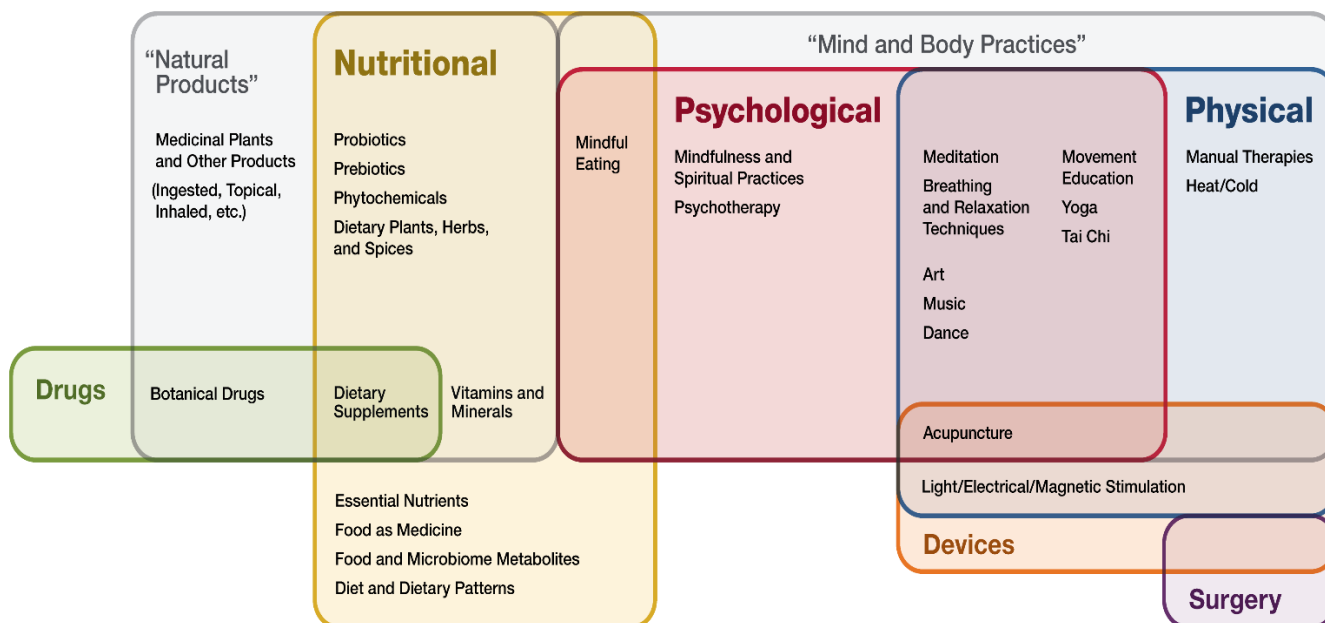 “Natural
Products”
Medicinal Plants
and Other Products
(Ingested, Topical,
Inhaled, etc.)
Nutritional
Probiotics
Prebiotics
Phytochemicals
Dietary Plants, Herbs,
and Spices
“Mind and Body Practices”
Mindful
Eating
Psychological
Mindfulness and
Spiritual Practices
Psychotherapy
Meditation
Breathing
and Relaxation
Techniques
Art
Music
Dance
Movement
Education
Yoga
Tai Chi
Physical
Manual Therapies
Heat/Cold
Drugs
Botanical Drugs
Dietary
Supplements
Vitamins and
Minerals
Acupuncture
Light/Electrical/Magnetic Stimulation
Essential Nutrients
Food as Medicine
Food and Microbiome Metabolites
Diet and Dietary Patterns
Devices
Surgery